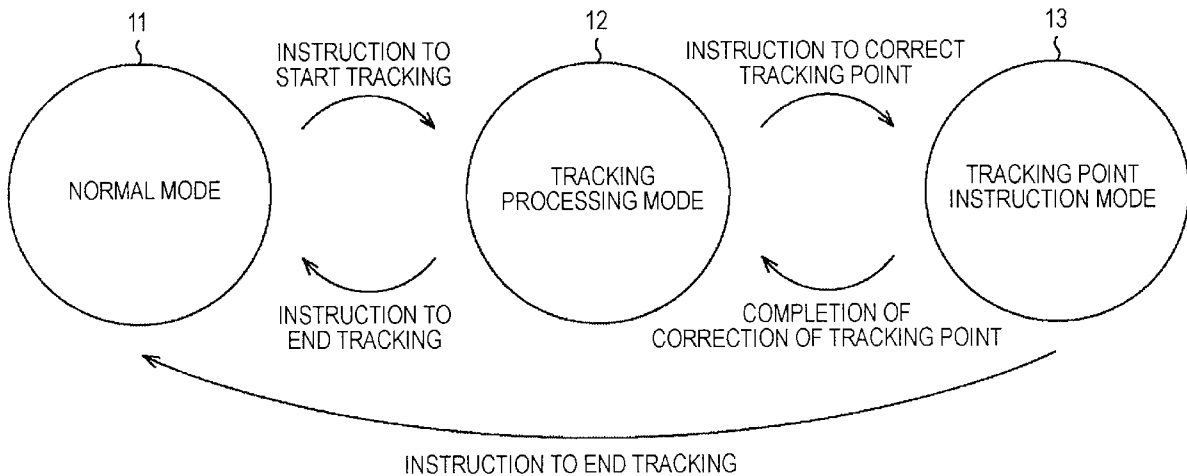 11
12
13
INSTRUCTION TO
START TRACKING
INSTRUCTION TO CORRECT
TRACKING POINT
NORMAL MODE
TRACKING
PROCESSING MODE
TRACKING POINT
INSTRUCTION MODE
INSTRUCTION TO
END TRACKING
COMPLETION OF
CORRECTION OF TRACKING POINT
INSTRUCTION TO END TRACKING